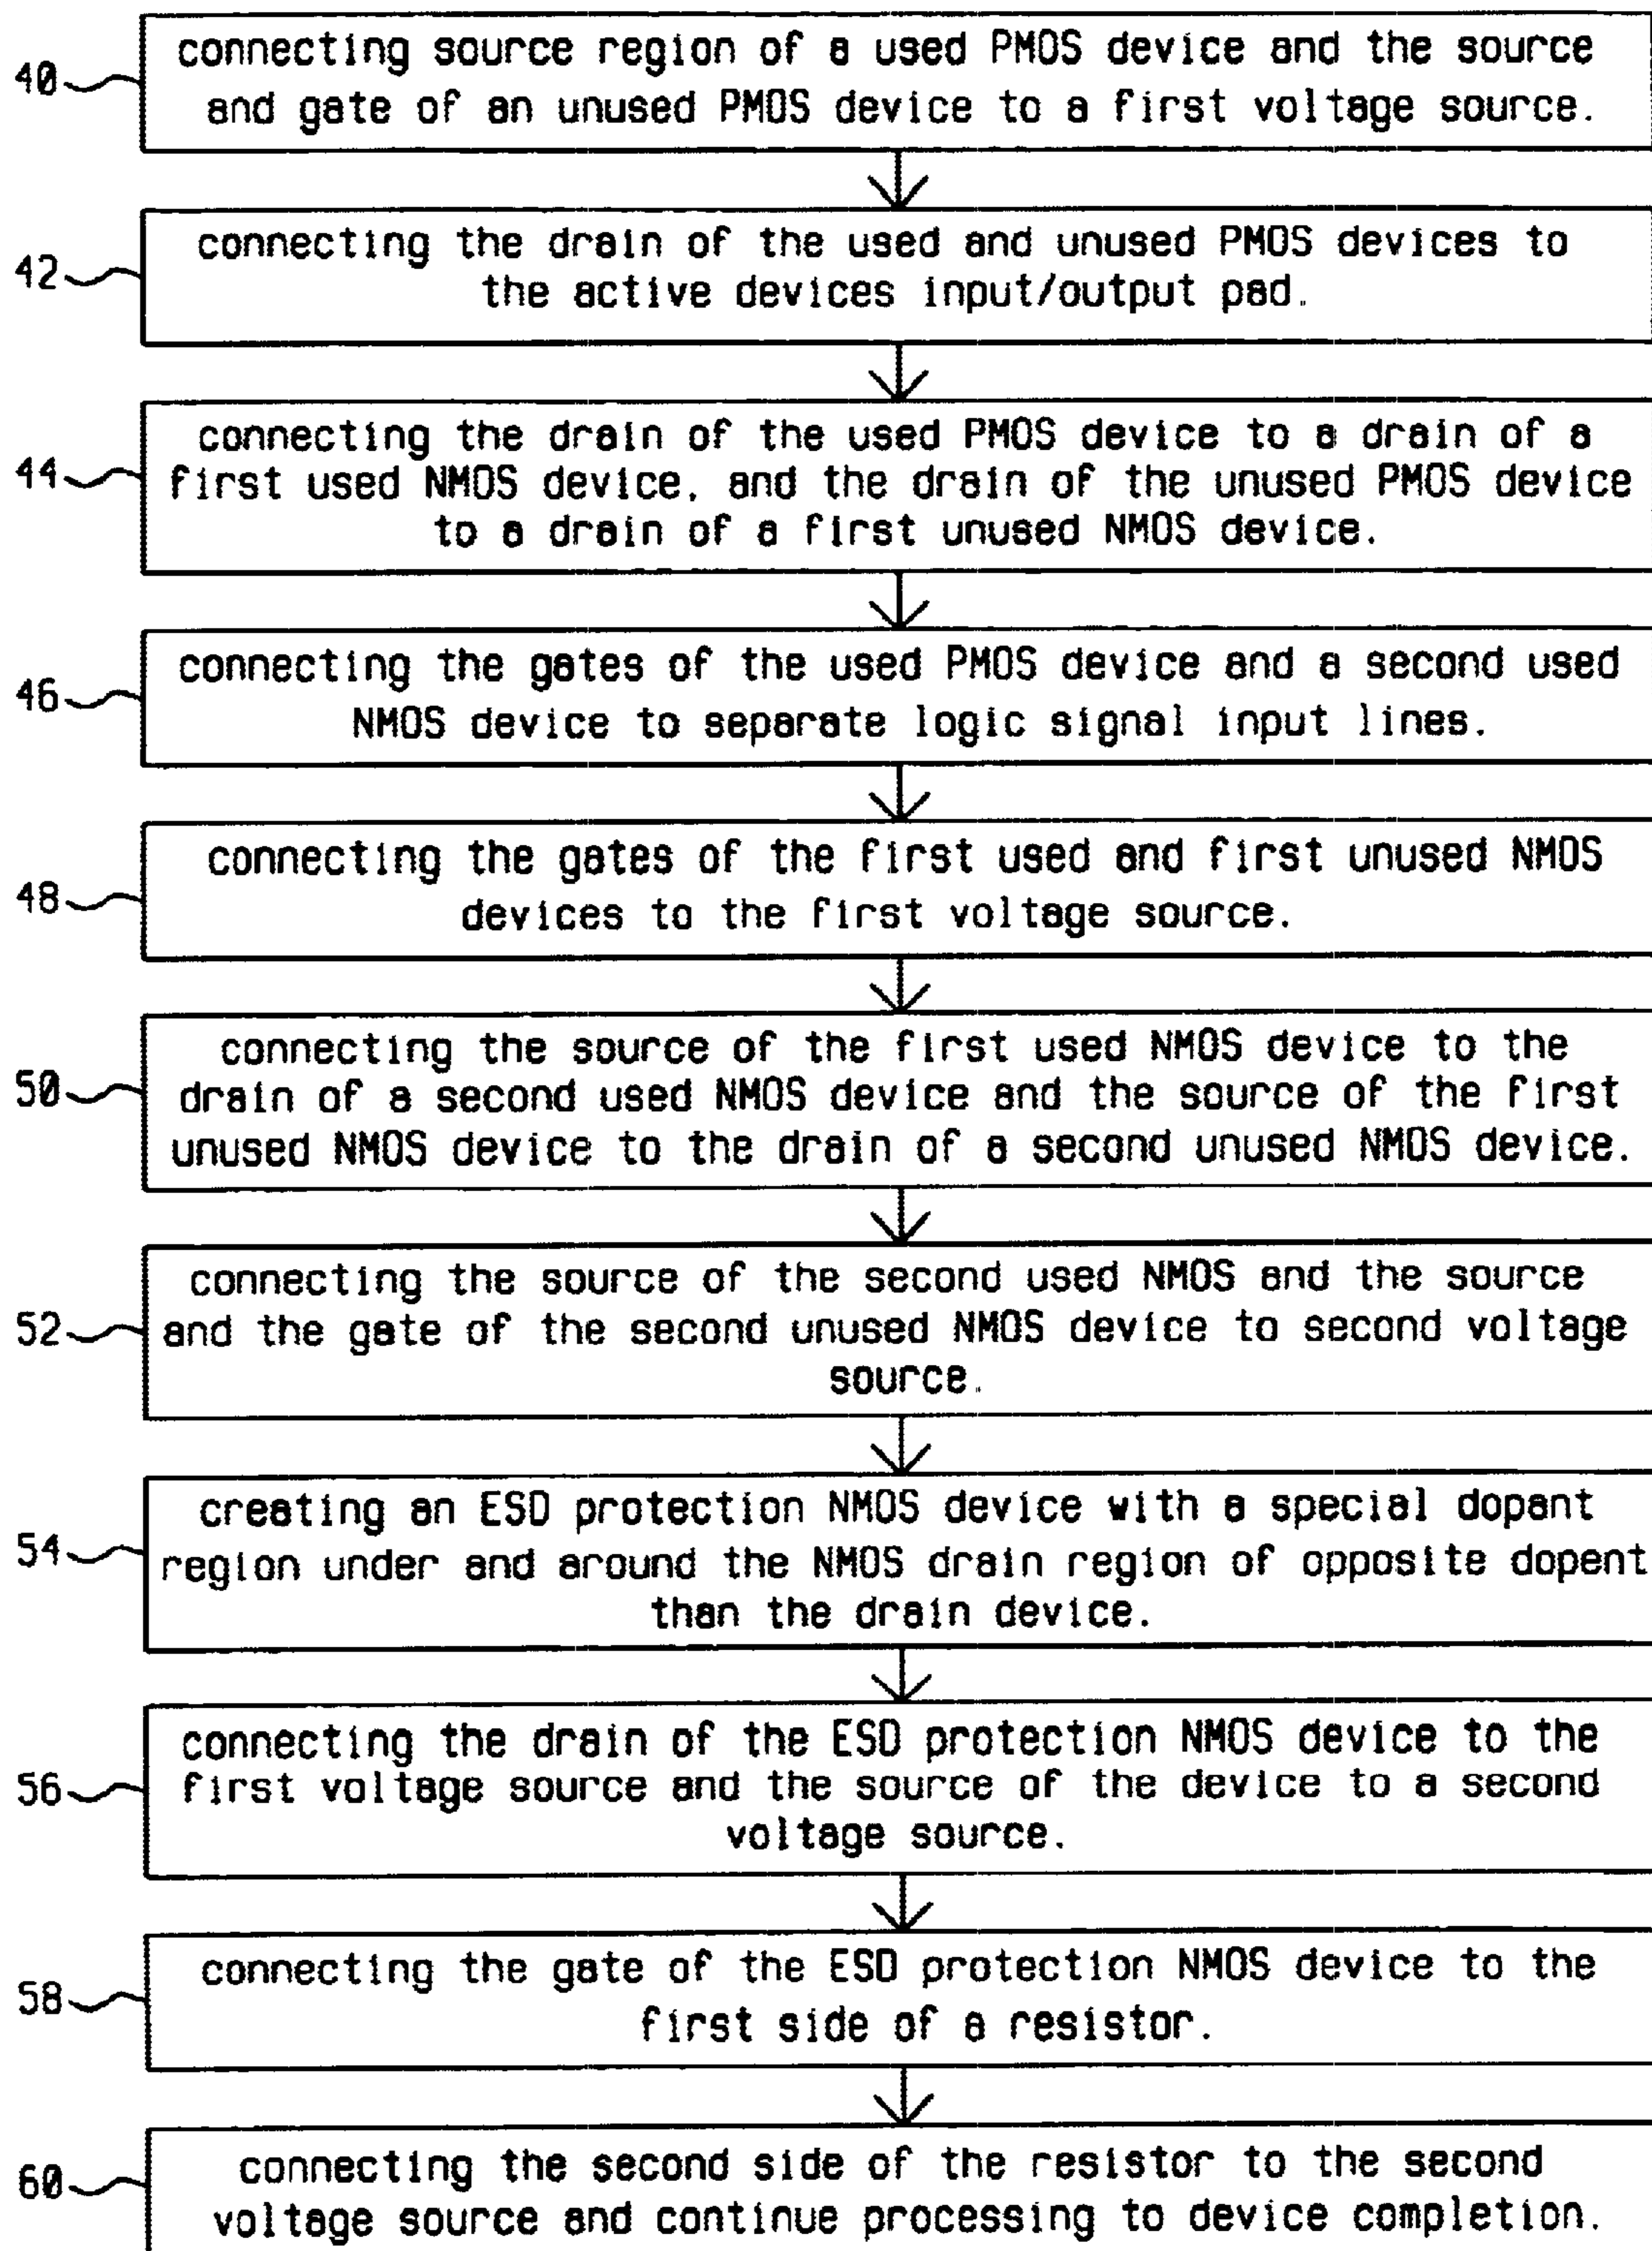 40 connecting source region of a used PMOS device and the source
and gate of an unused PMOS device to a first voltage source.
42 connecting the drain of the used and unused PMOS devices to
the active devices input/output pad.
44 connecting the drain of the used PMOS device to a drain of a
first used NMOS device, and the drain of the unused PMOS device
to a drain of a first unused NMOS device.
46 connecting the gates of the used PMOS device and a second used
NMOS device to separate logic signal input lines.
48 connecting the gates of the first used and first unused NMOS
devices to the first voltage source.
50 connecting the source of the first used NMOS device to the
drain of a second used NMOS device and the source of the first
unused NMOS device to the drain of a second unused NMOS device.
52 connecting the source of the second used NMOS and the source
and the gate of the second unused NMOS device to second voltage
source.
54 creating an ESD protection NMOS device with a special dopant
region under and around the NMOS drain region of opposite dopent
than the drain device.
56 connecting the drain of the ESD protection NMOS device to the
first voltage source and the source of the device to a second
voltage source.
58 connecting the gate of the ESD protection NMOS device to the
first side of a resistor.
60 connecting the second side of the resistor to the second
voltage source and continue processing to device completion.